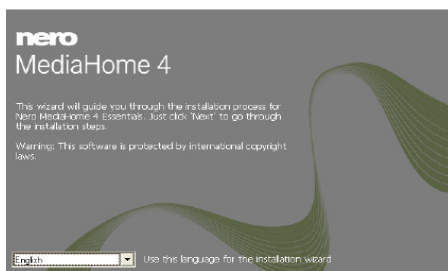 nero
MediaHome 4
This wizard will guide you through the installation process for
Nero MediaHome 4 Essentials. Just click 'Next' to go through
the installation steps.
Warning: This software is protected by international copyright
laws.
English
Use this language for the installation wizard